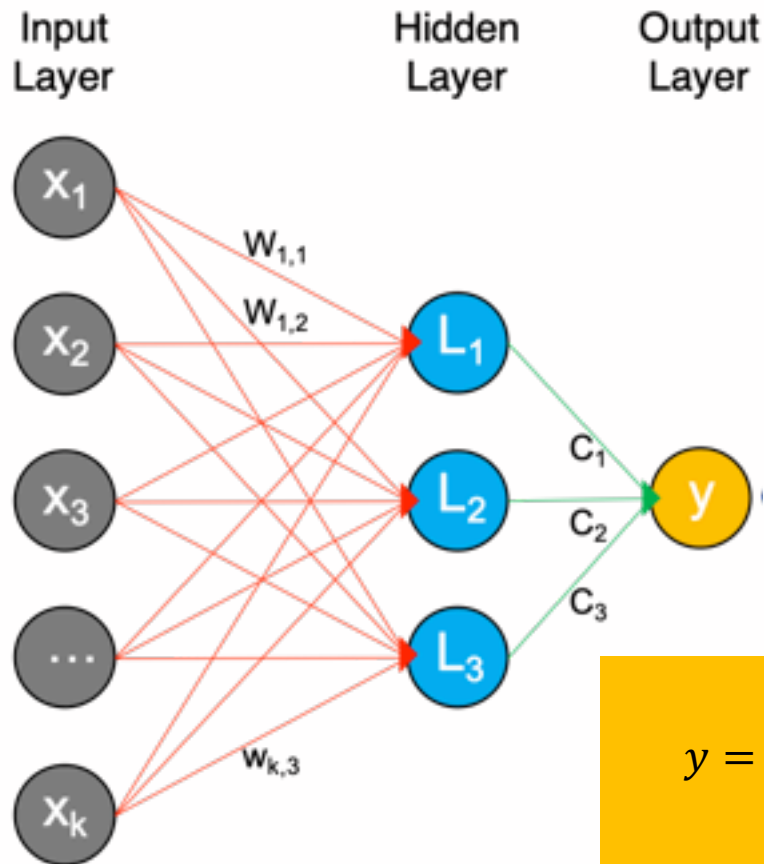 Input
Layer
Hidden
Layer
Output
Layer
x₁
W₁,₁
W₁,₂
x₂
L₁
x₃
L₂
C₁
y
C₂
...
L₃
C₃
w k,3
xₖ
y =